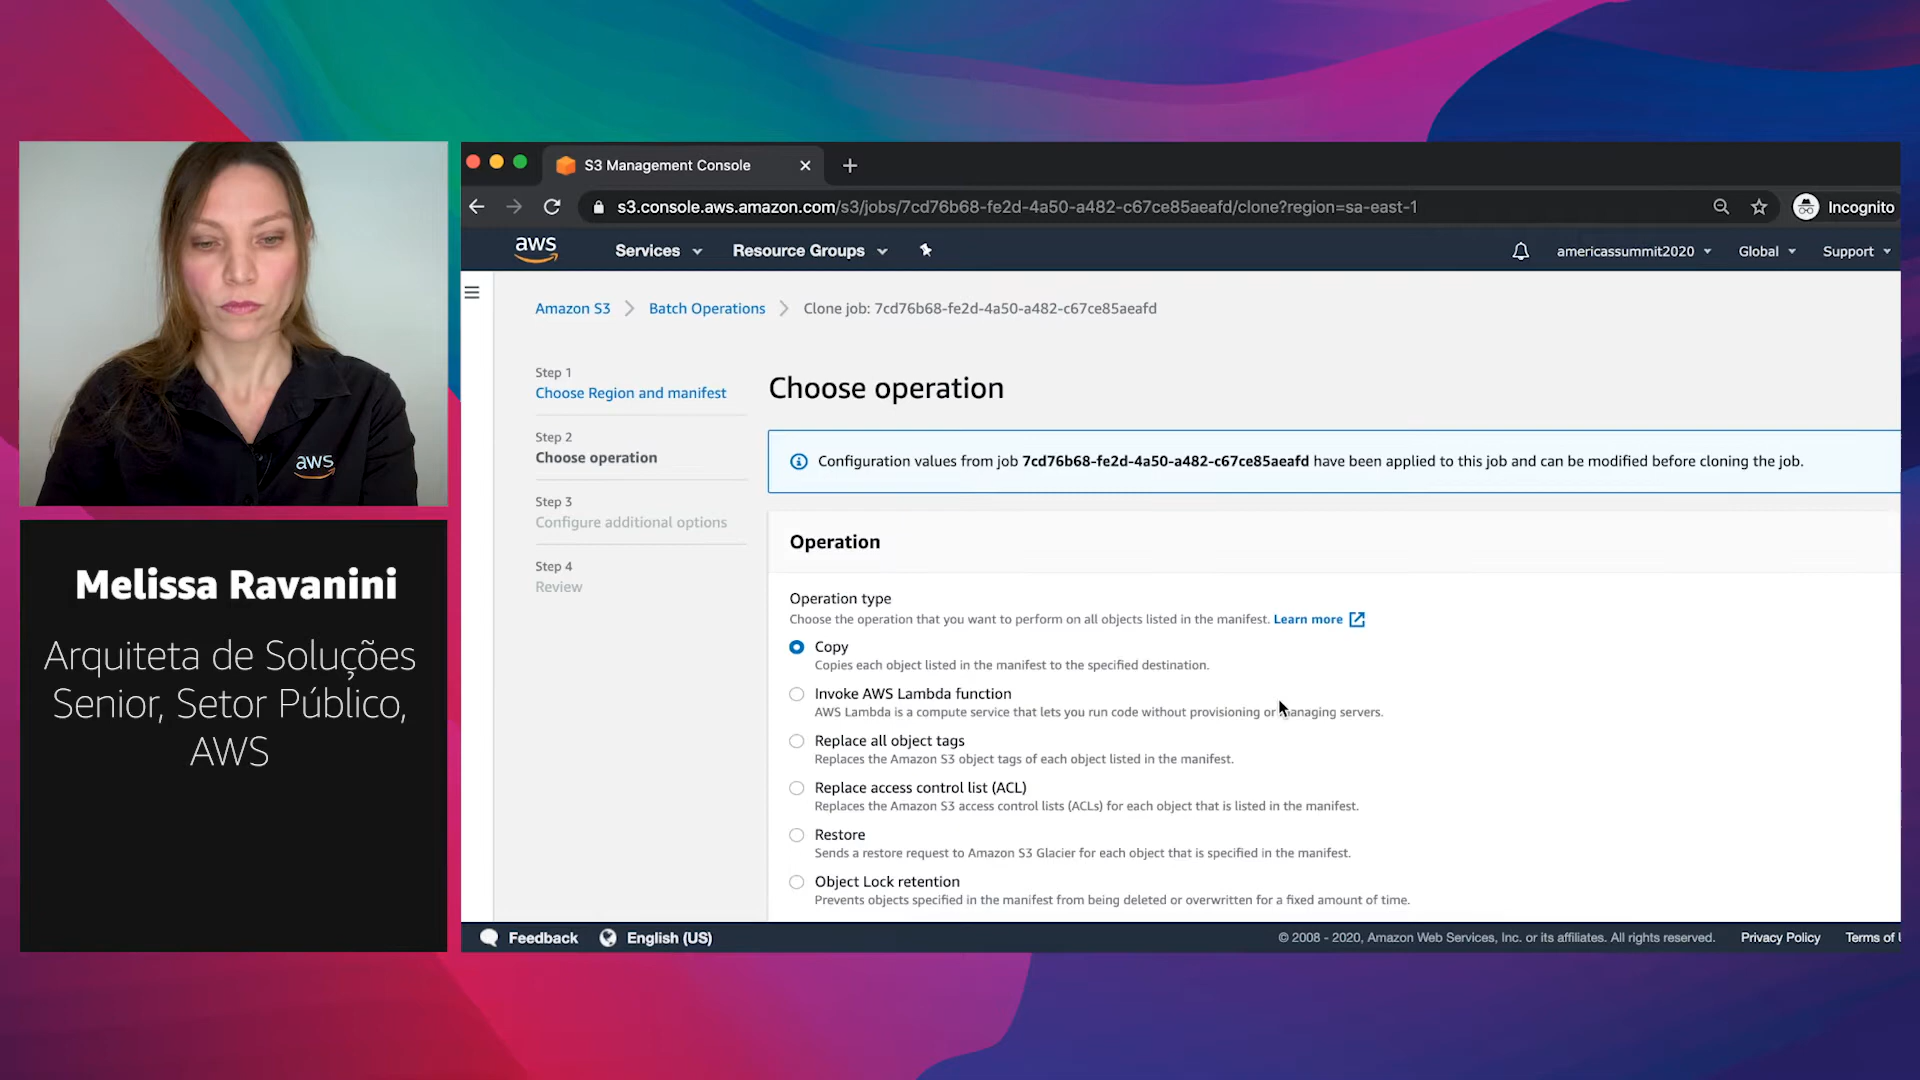 S3 Management Console
s3.console.aws.amazon.com/s3/jobs/7cd76b68-fe2d-4a50-a482-c67ce85aeafd/clone?region=sa-east-1
Incognito
aws
Services
Resource Groups
americassummit2020
Global
Support
Amazon S3
Batch Operations
Clone job: 7cd76b68-fe2d-4a50-a482-c67ce85aeafd
Step 1
Choose Region and manifest
Step 2
Choose operation
Step 3
Configure additional options
Step 4
Review
Choose operation
Configuration values from job 7cd76b68-fe2d-4a50-a482-c67ce85aeafd have been applied to this job and can be modified before cloning the job.
Operation
Operation type
Choose the operation that you want to perform on all objects listed in the manifest. Learn more
Copy
Copies each object listed in the manifest to the specified destination.
Invoke AWS Lambda function
AWS Lambda is a compute service that lets you run code without provisioning or managing servers.
Replace all object tags
Replaces the Amazon S3 object tags of each object listed in the manifest.
Replace access control list (ACL)
Replaces the Amazon S3 access control lists (ACLs) for each object that is listed in the manifest.
Restore
Sends a restore request to Amazon S3 Glacier for each object that is specified in the manifest.
Object Lock retention
Prevents objects specified in the manifest from being deleted or overwritten for a fixed amount of time.
Feedback
English (US)
© 2008 - 2020, Amazon Web Services, Inc. or its affiliates. All rights reserved.
Privacy Policy
Terms of
aws
Melissa Ravanini
Arquiteta de Soluções
Senior, Setor Público,
AWS